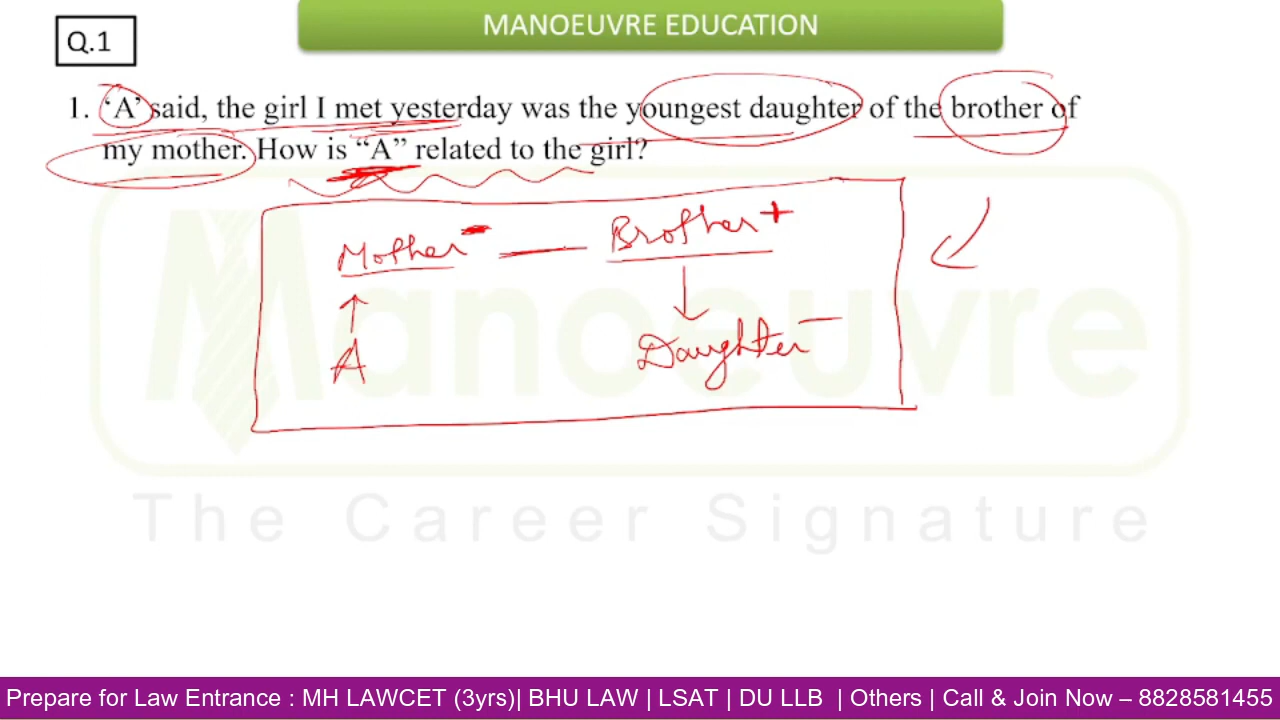 MANOEUVRE EDUCATION
Q.1
1. 'A' said, the girl I met yesterday was the youngest daughter of the brother of
my mother. How is "A" related to the girl?
Mother - — Brother +
A Daughter -
Manoeuvre
The Career Signature
Prepare for Law Entrance : MH LAWCET (3yrs)| BHU LAW | LSAT | DU LLB | Others | Call & Join Now – 8828581455